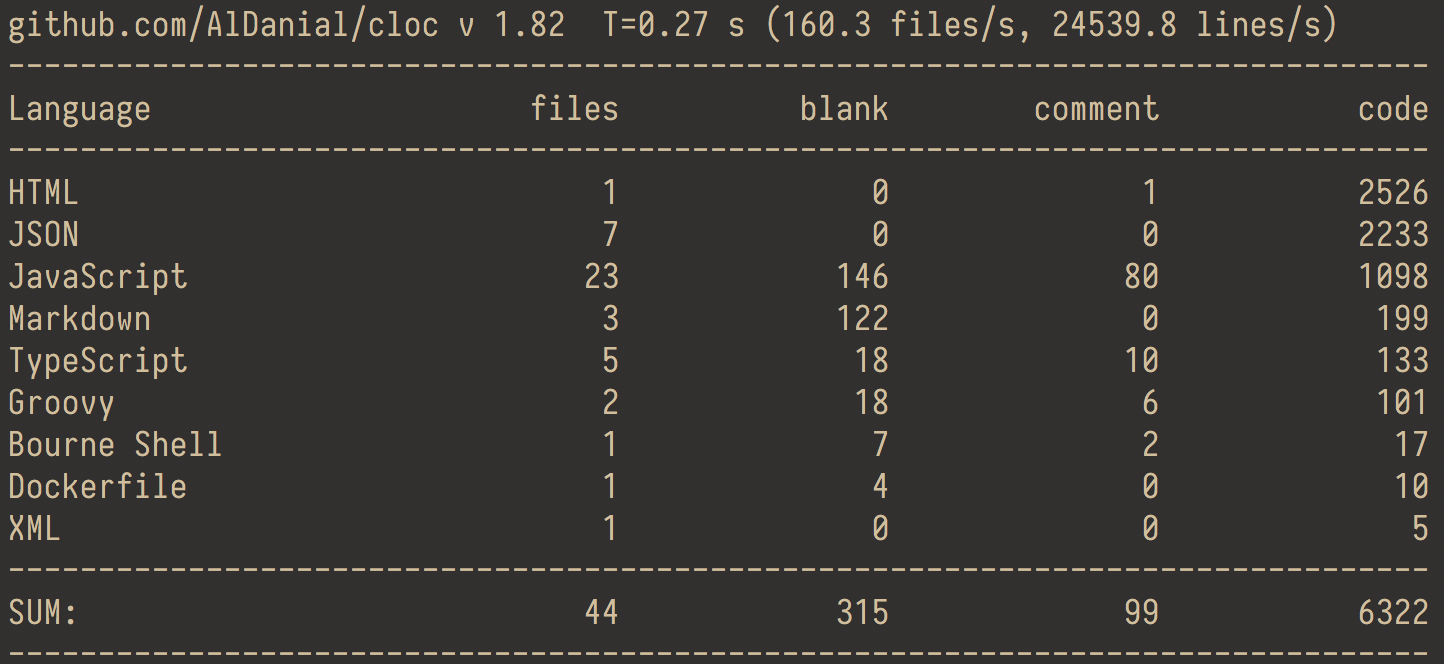 github.com/AlDanial/cloc v 1.82  T=0.27 s (160.3 files/s, 24539.8 lines/s)
-------------------------------------------------------------------------------
Language                     files          blank        comment           code
-------------------------------------------------------------------------------
HTML                             1              0              1           2526
JSON                             7              0              0           2233
JavaScript                      23            146             80           1098
Markdown                         3            122              0            199
TypeScript                       5             18             10            133
Groovy                           2             18              6            101
Bourne Shell                     1              7              2             17
Dockerfile                       1              4              0             10
XML                              1              0              0              5
-------------------------------------------------------------------------------
SUM:                            44            315             99           6322
-------------------------------------------------------------------------------